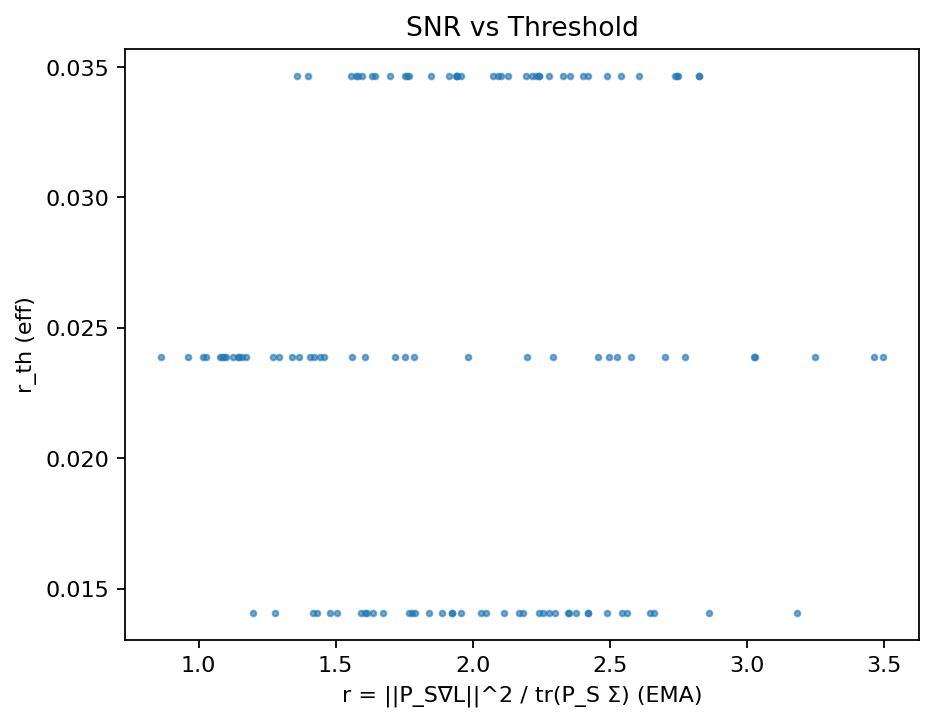 SNR vs Threshold
0.035
0.030
0.025
0.020
0.015
r_th (eff)
1.0 1.5 2.0 2.5 3.0 3.5
r = ||P_S∇L||^2 / tr(P_S Σ) (EMA)